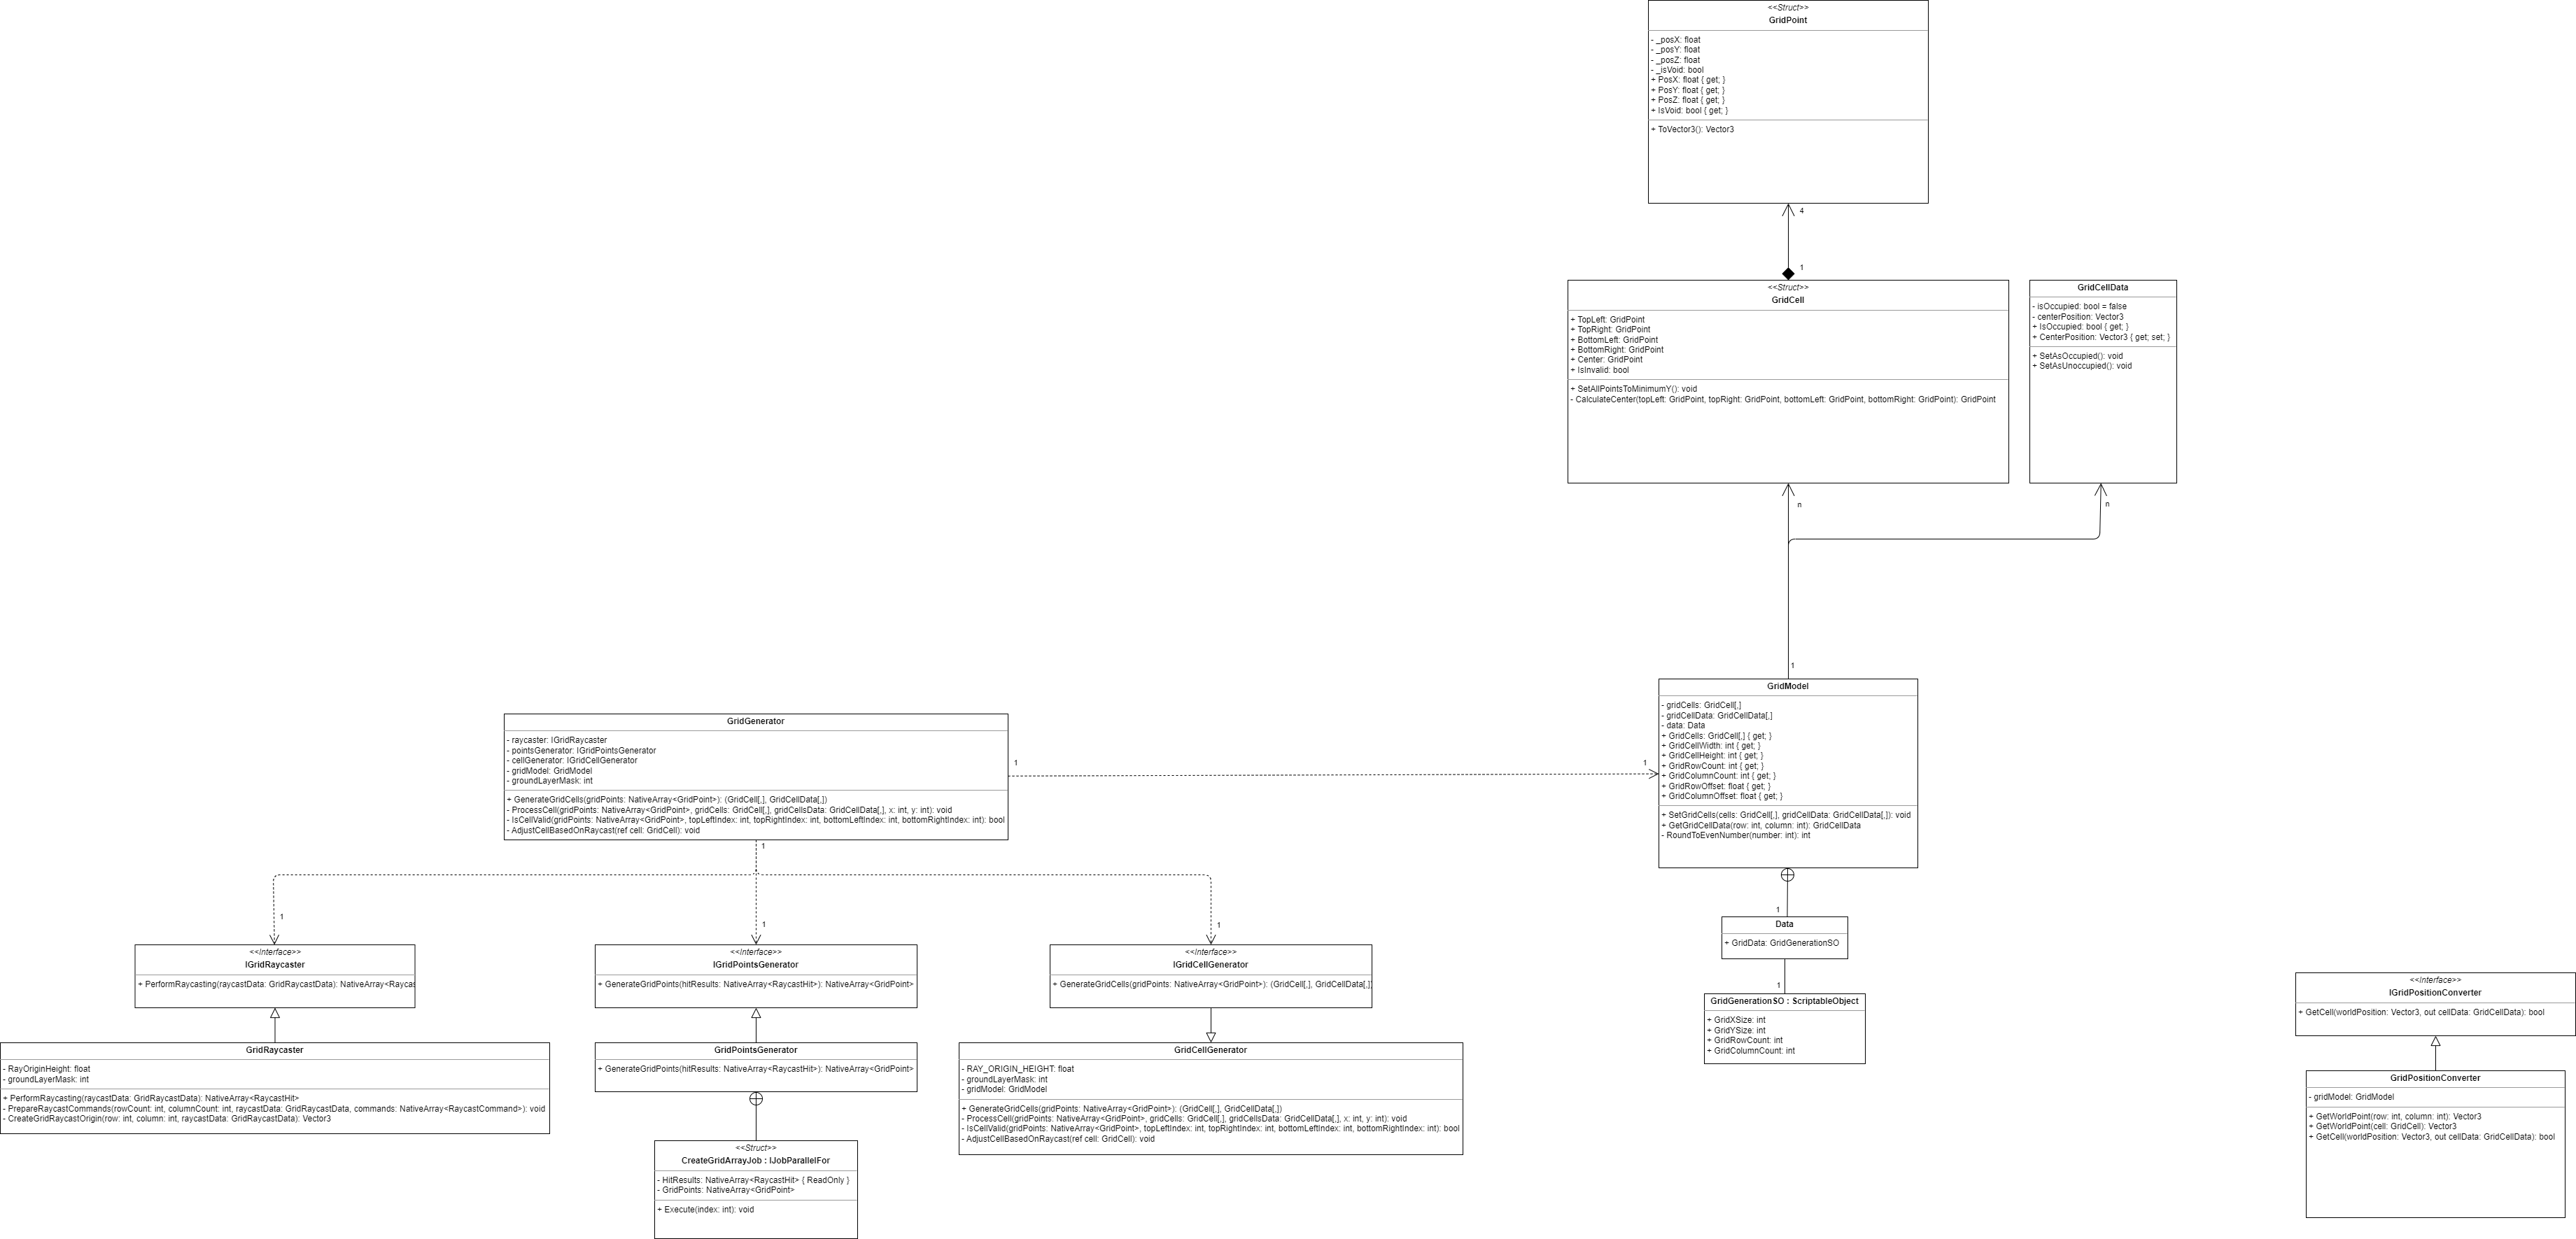 <<Struct>>
GridPoint
- _posX: float
- _posY: float
- _posZ: float
- _isVoid: bool
+ PosX: float { get; }
+ PosY: float { get; }
+ PosZ: float { get; }
+ IsVoid: bool { get; }
+ ToVector3(): Vector3
4
1
<<Struct>>
GridCell
+ TopLeft: GridPoint
+ TopRight: GridPoint
+ BottomLeft: GridPoint
+ BottomRight: GridPoint
+ Center: GridPoint
+ IsInvalid: bool
+ SetAllPointsToMinimumY(): void
- CalculateCenter(topLeft: GridPoint, topRight: GridPoint, bottomLeft: GridPoint, bottomRight: GridPoint): GridPoint
GridCellData
- isOccupied: bool = false
- centerPosition: Vector3
+ IsOccupied: bool { get; }
+ CenterPosition: Vector3 { get; set; }
+ SetAsOccupied(): void
+ SetAsUnoccupied(): void
n
n
1
GridModel
- gridCells: GridCell[,]
- gridCellData: GridCellData[,]
- data: Data
+ GridCells: GridCell[,] { get; }
+ GridCellWidth: int { get; }
+ GridCellHeight: int { get; }
+ GridRowCount: int { get; }
+ GridColumnCount: int { get; }
+ GridRowOffset: float { get; }
+ GridColumnOffset: float { get; }
+ SetGridCells(cells: GridCell[,], gridCellData: GridCellData[,]): void
+ GetGridCellData(row: int, column: int): GridCellData
- RoundToEvenNumber(number: int): int
GridGenerator
- raycaster: IGridRaycaster
- pointsGenerator: IGridPointsGenerator
- cellGenerator: IGridCellGenerator
- gridModel: GridModel
- groundLayerMask: int
+ GenerateGridCells(gridPoints: NativeArray<GridPoint>): (GridCell[,], GridCellData[,])
- ProcessCell(gridPoints: NativeArray<GridPoint>, gridCells: GridCell[,], gridCellsData: GridCellData[,], x: int, y: int): void
- IsCellValid(gridPoints: NativeArray<GridPoint>, topLeftIndex: int, topRightIndex: int, bottomLeftIndex: int, bottomRightIndex: int): bool
- AdjustCellBasedOnRaycast(ref cell: GridCell): void
1
1
1
1
1
1
<<Interface>>
IGridRaycaster
+ PerformRaycasting(raycastData: GridRaycastData): NativeArray<Raycas
<<Interface>>
IGridPointsGenerator
+ GenerateGridPoints(hitResults: NativeArray<RaycastHit>): NativeArray<GridPoint>
<<Interface>>
IGridCellGenerator
+ GenerateGridCells(gridPoints: NativeArray<GridPoint>): (GridCell[,], GridCellData[,])
GridRaycaster
- RayOriginHeight: float
- groundLayerMask: int
+ PerformRaycasting(raycastData: GridRaycastData): NativeArray<RaycastHit>
- PrepareRaycastCommands(rowCount: int, columnCount: int, raycastData: GridRaycastData, commands: NativeArray<RaycastCommand>): void
- CreateGridRaycastOrigin(row: int, column: int, raycastData: GridRaycastData): Vector3
GridPointsGenerator
+ GenerateGridPoints(hitResults: NativeArray<RaycastHit>): NativeArray<GridPoint>
<<Struct>>
CreateGridArrayJob : IJobParallelFor
- HitResults: NativeArray<RaycastHit> { ReadOnly }
- GridPoints: NativeArray<GridPoint>
+ Execute(index: int): void
GridCellGenerator
- RAY_ORIGIN_HEIGHT: float
- groundLayerMask: int
- gridModel: GridModel
+ GenerateGridCells(gridPoints: NativeArray<GridPoint>): (GridCell[,], GridCellData[,])
- ProcessCell(gridPoints: NativeArray<GridPoint>, gridCells: GridCell[,], gridCellsData: GridCellData[,], x: int, y: int): void
- IsCellValid(gridPoints: NativeArray<GridPoint>, topLeftIndex: int, topRightIndex: int, bottomLeftIndex: int, bottomRightIndex: int): bool
- AdjustCellBasedOnRaycast(ref cell: GridCell): void
1
Data
+ GridData: GridGenerationSO
1
GridGenerationSO : ScriptableObject
+ GridXSize: int
+ GridYSize: int
+ GridRowCount: int
+ GridColumnCount: int
<<Interface>>
IGridPositionConverter
+ GetCell(worldPosition: Vector3, out cellData: GridCellData): bool
GridPositionConverter
- gridModel: GridModel
+ GetWorldPoint(row: int, column: int): Vector3
+ GetWorldPoint(cell: GridCell): Vector3
+ GetCell(worldPosition: Vector3, out cellData: GridCellData): bool